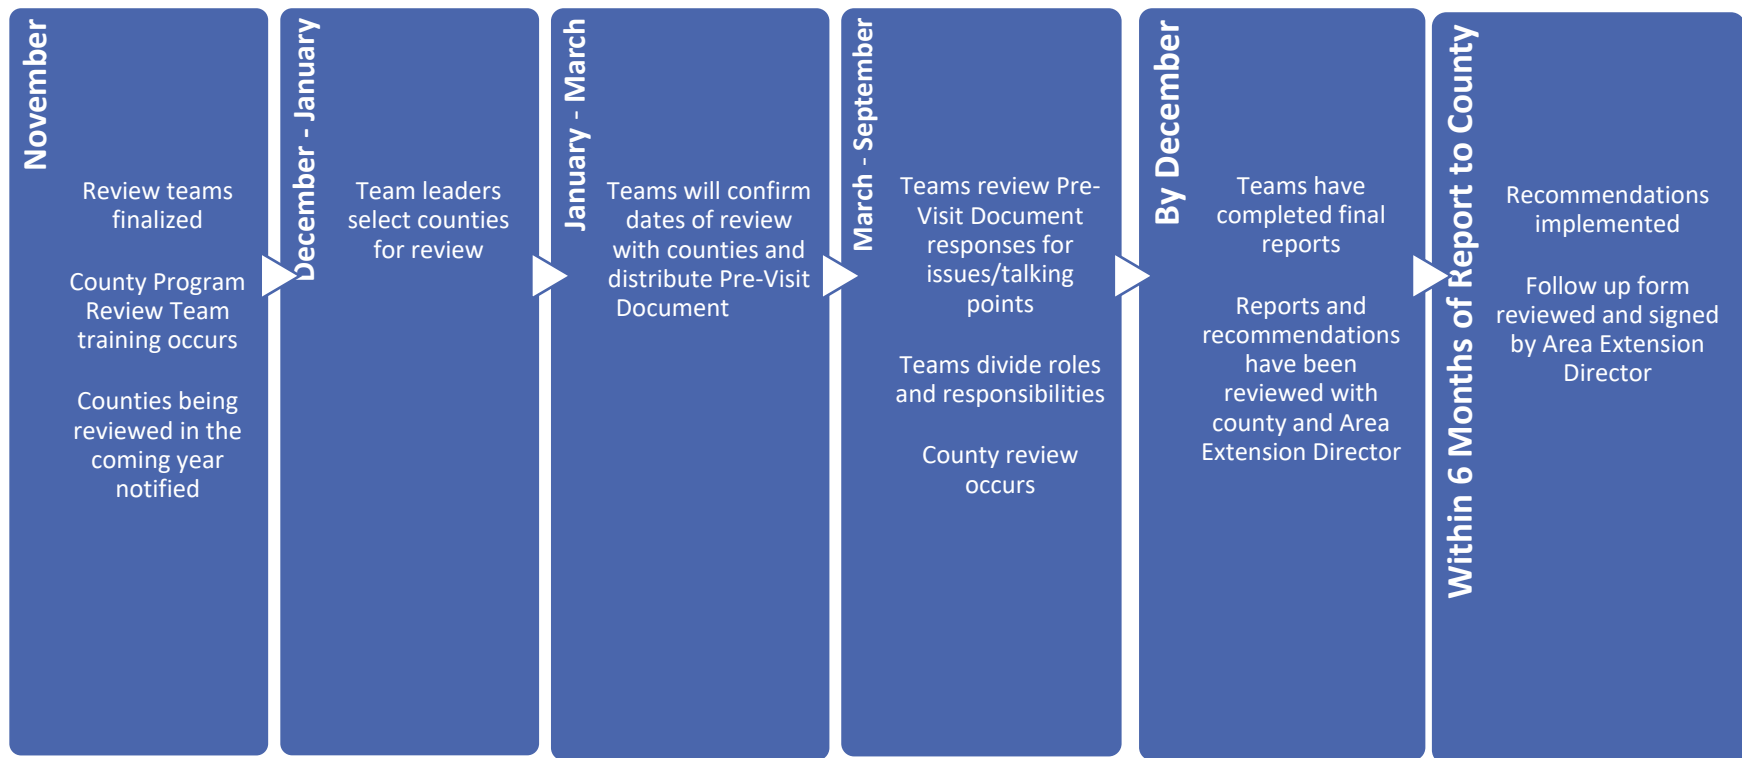 November
Review teams
finalized
County Program
Review Team
training occurs
Counties being
reviewed in the
coming year
notified
December - January
Team leaders
select counties
for review
January - March
Teams will confirm
dates of review
with counties and
distribute Pre-Visit
Document
March - September
Teams review Pre-
Visit Document
responses for
issues/talking
points
Teams divide roles
and responsibilities
County review
occurs
By December
Teams have
completed final
reports
Reports and
recommendations
have been
reviewed with
county and Area
Extension Director
Within 6 Months of Report to County
Recommendations
implemented
Follow up form
reviewed and signed
by Area Extension
Director